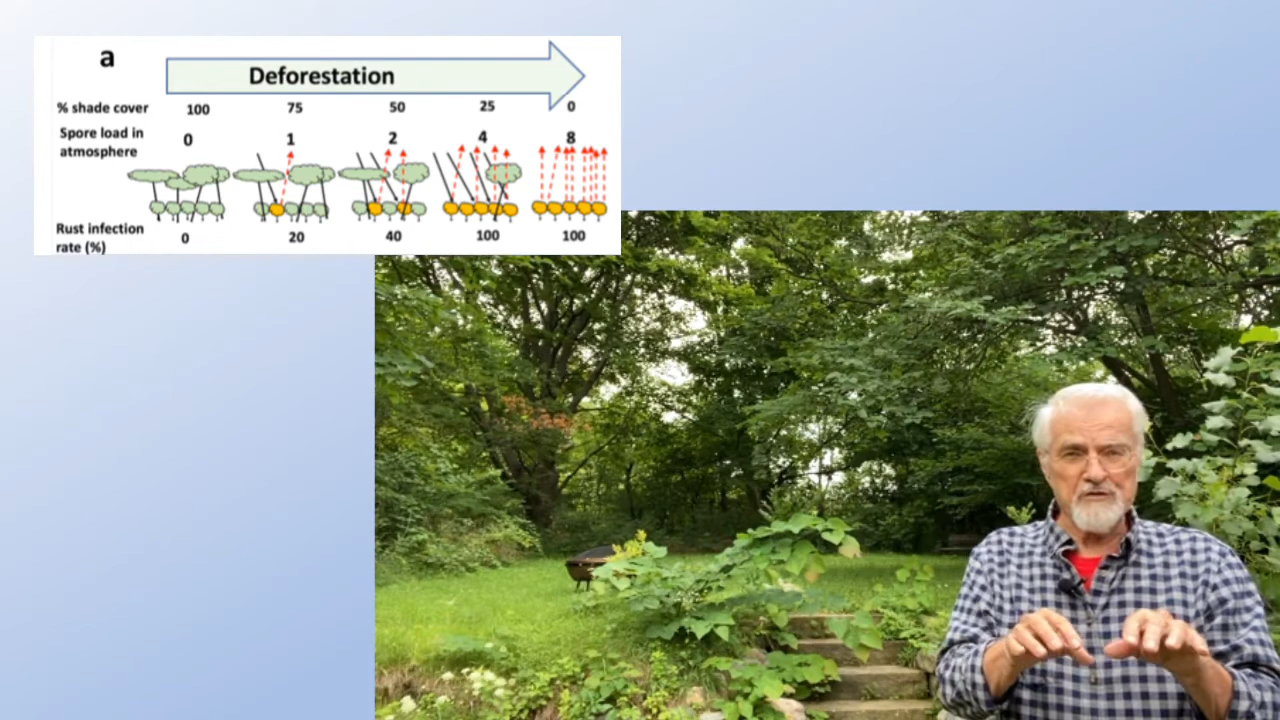 a
Deforestation
% shade cover 100 75 50 25 0
Spore load in
atmosphere 0 1 2 4 8
Rust infection
rate (%) 0 20 40 100 100